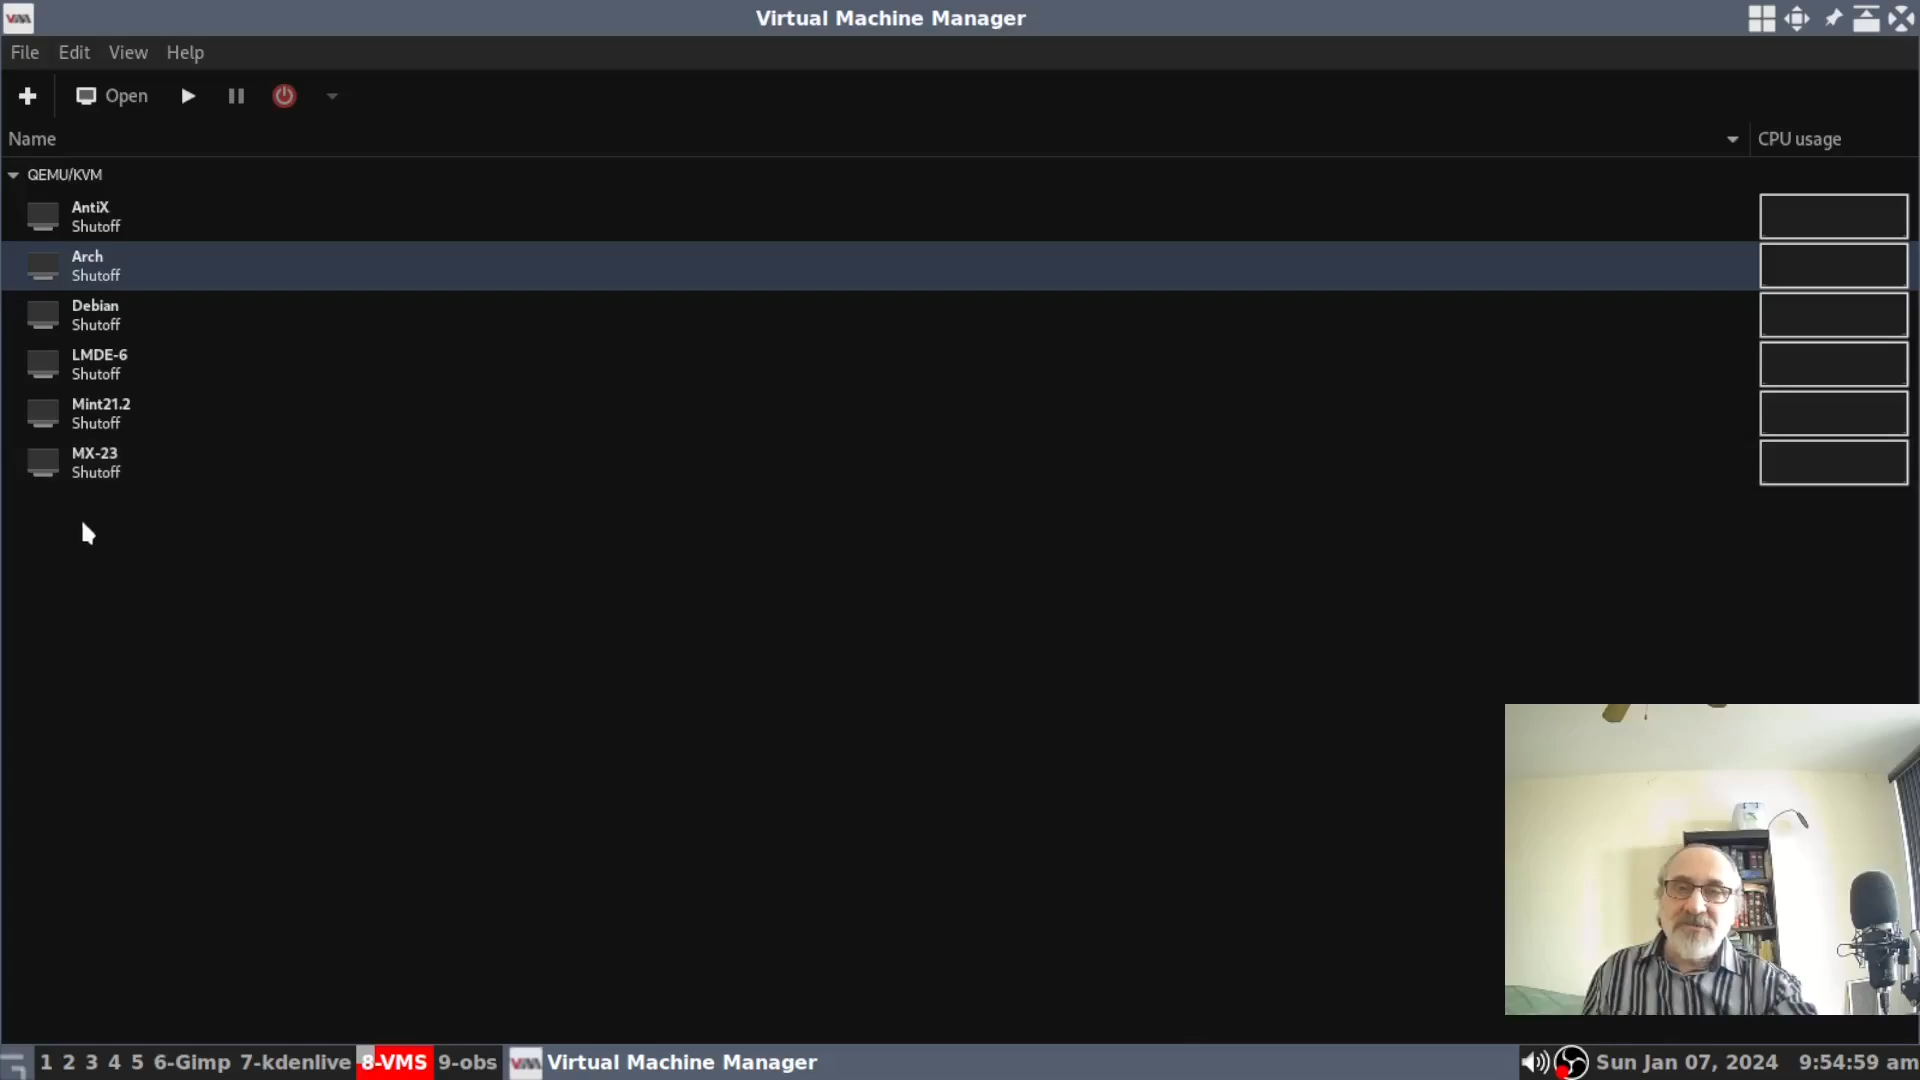 Virtual Machine Manager
File Edit View Help
Open
Name CPU usage
QEMU/KVM
AntiX
Shutoff
Arch
Shutoff
Debian
Shutoff
LMDE-6
Shutoff
Mint21.2
Shutoff
MX-23
Shutoff
1 2 3 4 5 6-Gimp 7-kdenlive 8-VMS 9-obs Virtual Machine Manager Sun Jan 07, 2024 9:54:59 am